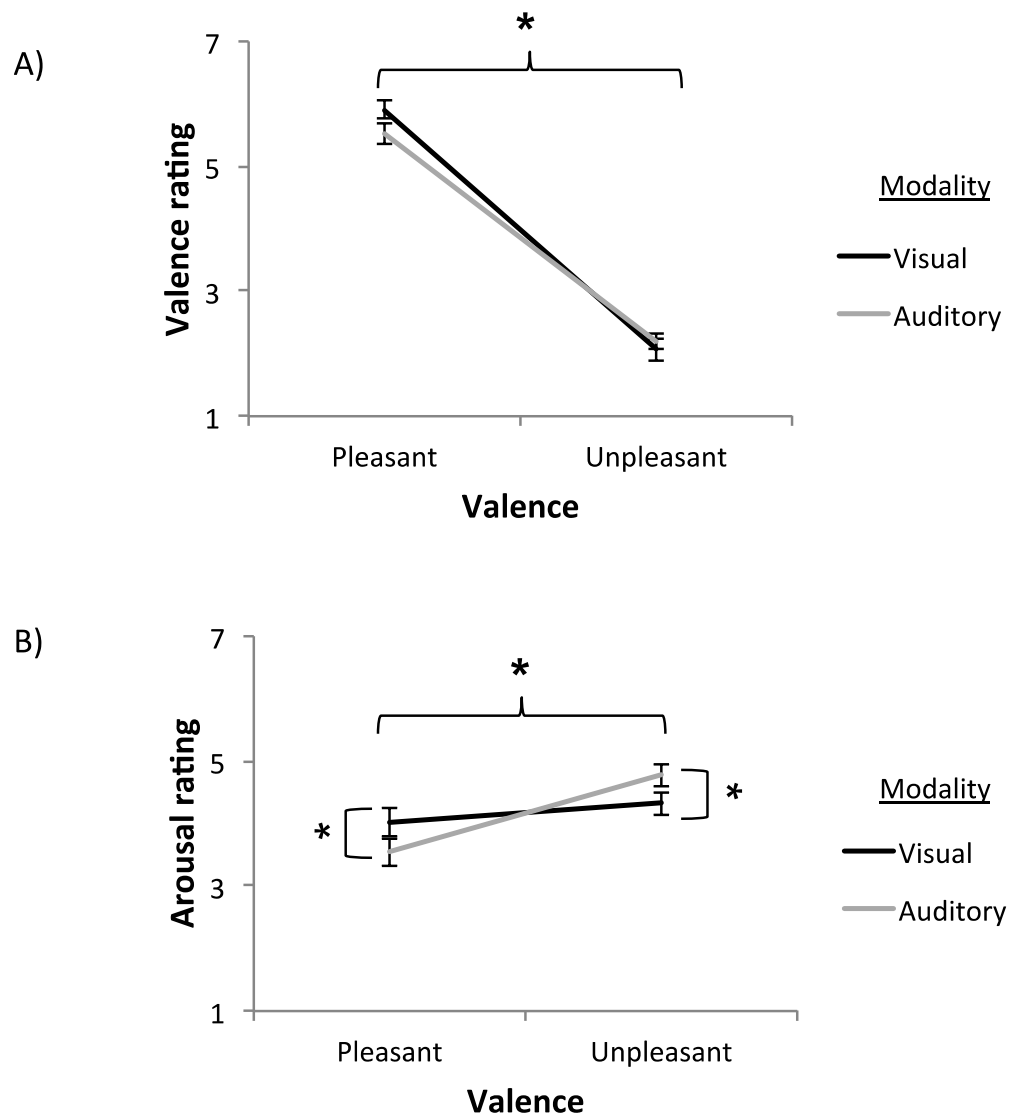 A)
*
7
5
3
1
Valence rating
Pleasant Unpleasant
Valence
Modality
Visual
Auditory
B)
*
7
5
3
1
Arousal rating
*
*
Pleasant Unpleasant
Valence
Modality
Visual
Auditory